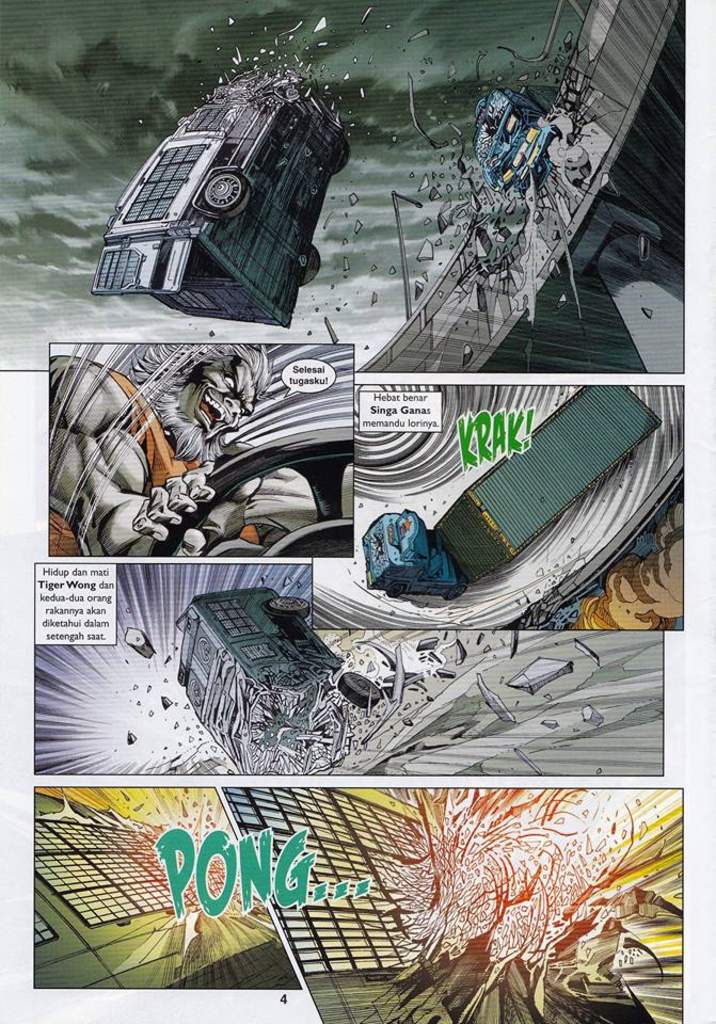 Selesai
tugasku!
Hebat benar
Singa Ganas
memandu lorinya.
KRAK!
Hidup dan mati
Tiger Wong dan
kedua-dua orang
rakannya akan
diketahui dalam
setengah saat.
PONG...
4